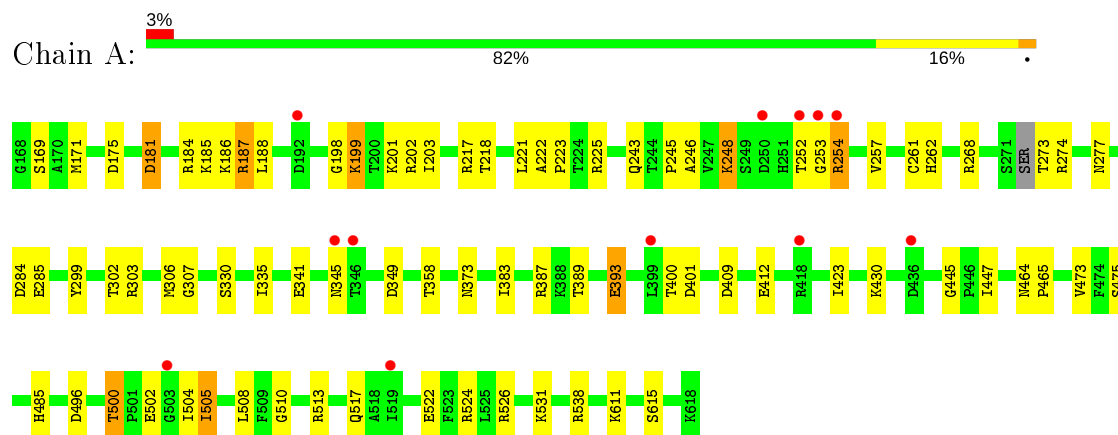 3%
Chain A:
82% 16% •
G168 S169 A170 M171 D175 D181 R184 K185 K186 R187 L188 D192 G198 K199 T200 K201 R202 I203 R217 T218 L221 A222 P223 T224 R225 Q243 T244 P245 A246 V247 K248 S249 D250 H251 T252 G253 R254 V257 C261 H262 R268 S271 SER T273 R274 N277
D284 E285 Y299 T302 R303 M306 G307 S330 I335 E341 N345 T346 D349 T358 N373 I383 R387 K388 T389 E393 L399 T400 D401 D409 E412 R418 I423 K430 D436 G445 P446 I447 N464 P465 V473 F474 S475
H485 D496 T500 P501 E502 G503 I504 I505 L508 F509 G510 R513 Q517 A518 I519 E522 F523 R524 L525 R526 K531 R538 K611 S615 K618